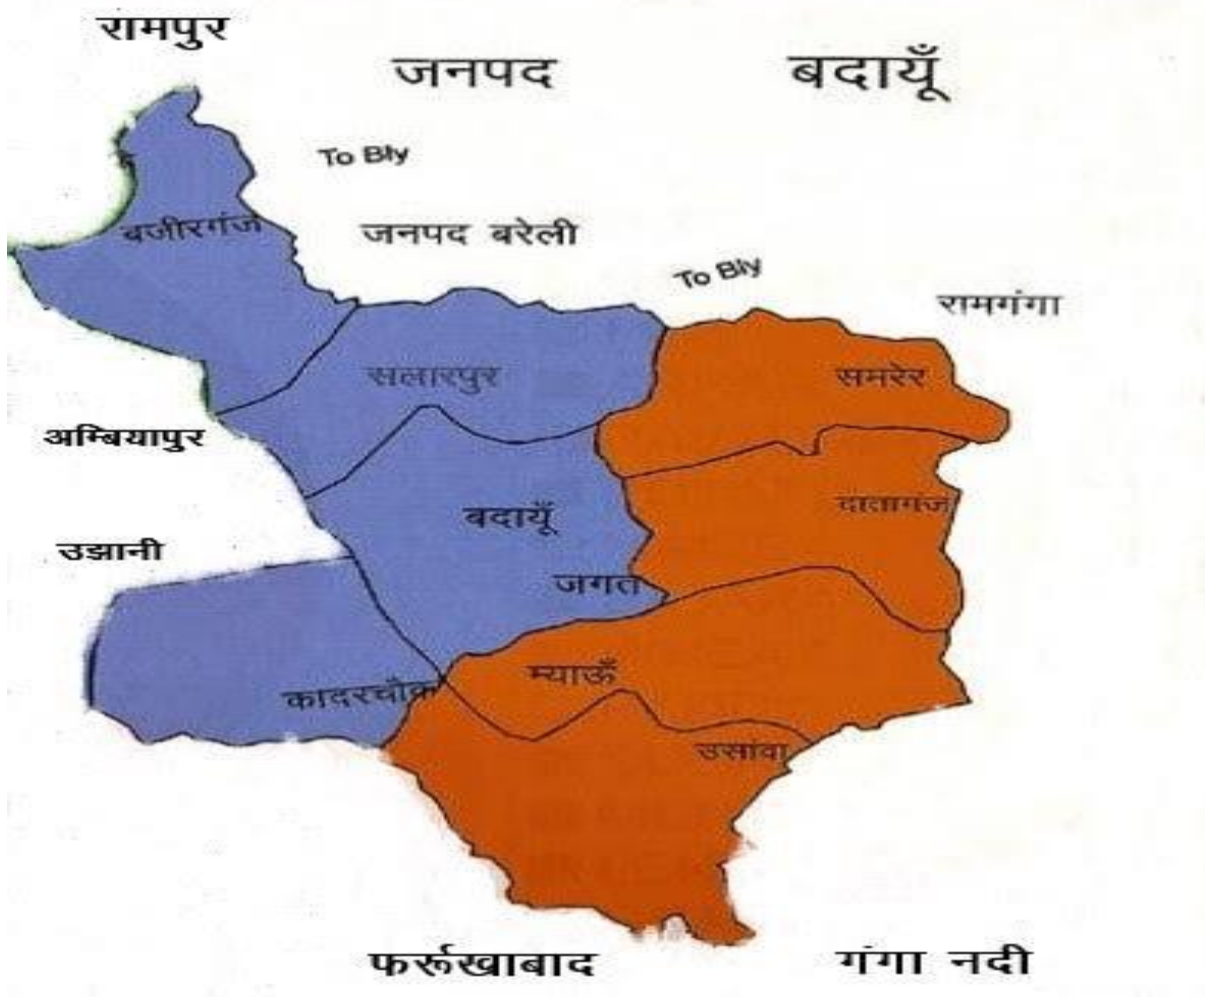 रामपुर
जनपद बदायूँ
To Bly
बजीरगंज
जनपद बरेली
To Bly
रामगंगा
सलारपुर
समरेर
अम्बियापुर
दातागंज
बदायूँ
उझानी
जगत
म्याऊँ
कादरचौक
उसांवा
फर्रूखाबाद
गंगा नदी